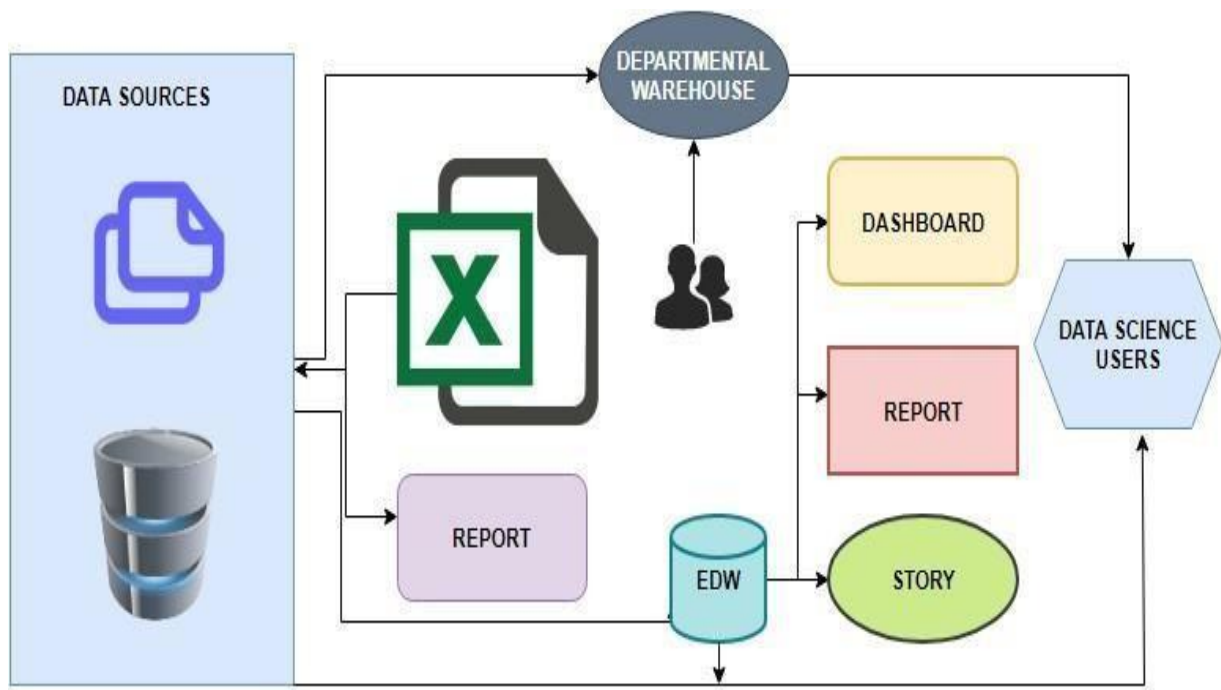 DATA SOURCES
DEPARTMENTAL
WAREHOUSE
X
DASHBOARD
DATA SCIENCE
USERS
REPORT
REPORT
EDW
STORY